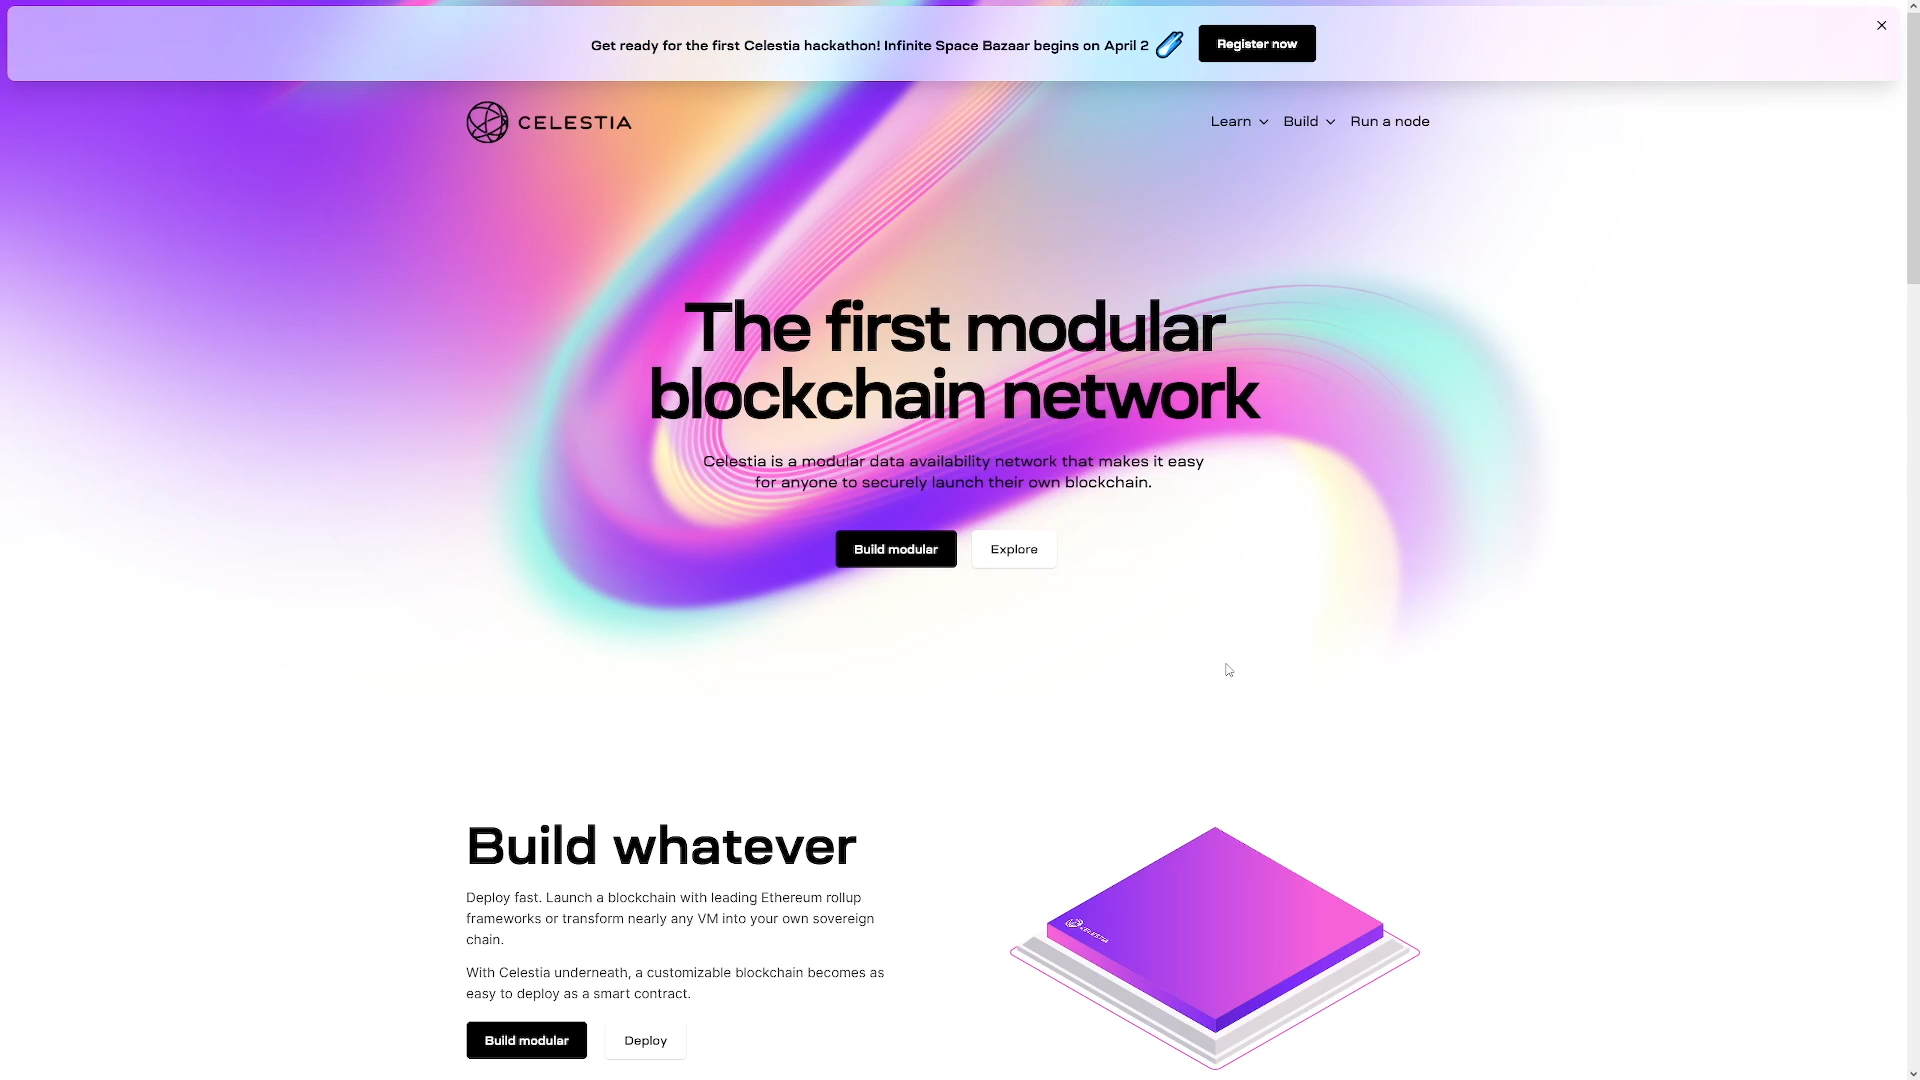 Get ready for the first Celestia hackathon! Infinite Space Bazaar begins on April 2
Register now
CELESTIA
Learn
Build
Run a node
The first modular
blockchain network
Celestia is a modular data availability network that makes it easy
for anyone to securely launch their own blockchain.
Build modular
Explore
Build whatever
Deploy fast. Launch a blockchain with leading Ethereum rollup
frameworks or transform nearly any VM into your own sovereign
chain.
With Celestia underneath, a customizable blockchain becomes as
easy to deploy as a smart contract.
Build modular
Deploy
CELESTIA